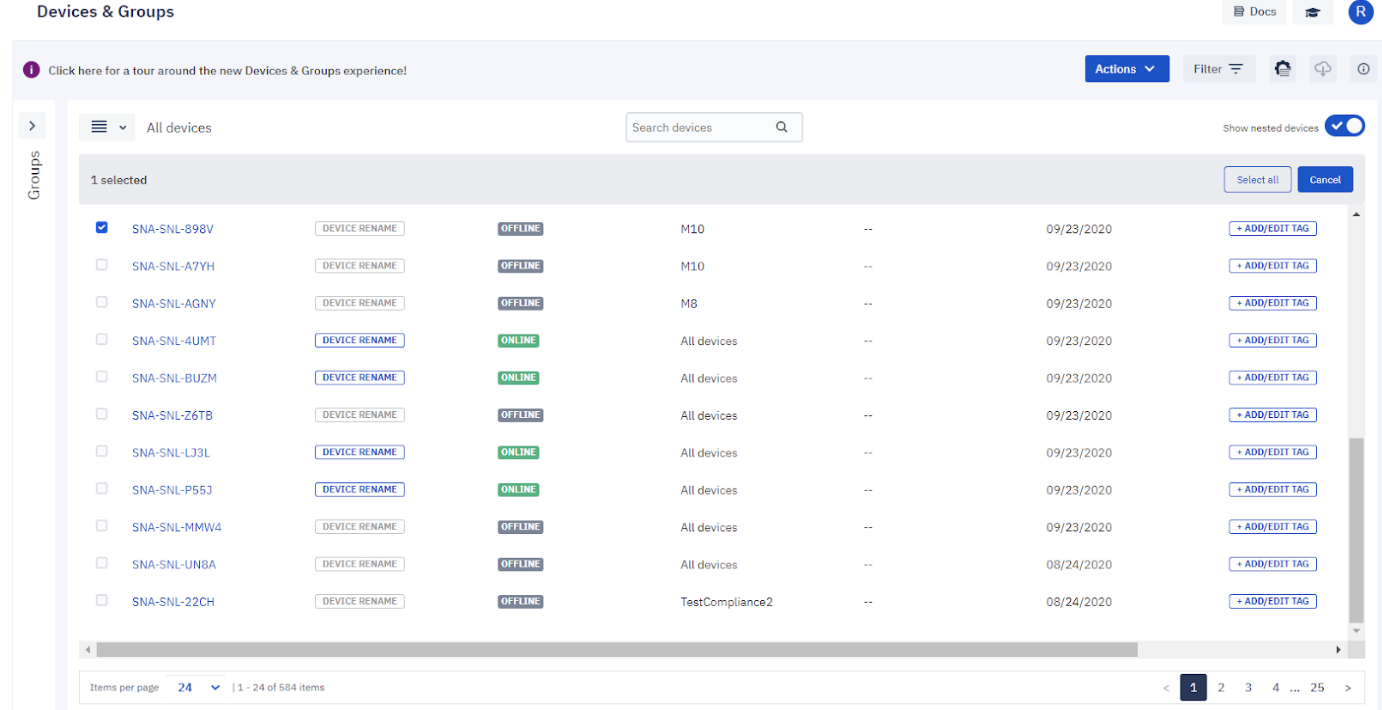 Devices & Groups
Docs
R
Click here for a tour around the new Devices & Groups experience!
Actions
Filter
Groups
All devices
Search devices
Show nested devices
1 selected
Select all
Cancel
SNA-SNL-898V DEVICE RENAME OFFLINE M10 -- 09/23/2020 + ADD/EDIT TAG
SNA-SNL-A7YH DEVICE RENAME OFFLINE M10 -- 09/23/2020 + ADD/EDIT TAG
SNA-SNL-AGNY DEVICE RENAME OFFLINE M8 -- 09/23/2020 + ADD/EDIT TAG
SNA-SNL-4UMT DEVICE RENAME ONLINE All devices -- 09/23/2020 + ADD/EDIT TAG
SNA-SNL-BUZM DEVICE RENAME ONLINE All devices -- 09/23/2020 + ADD/EDIT TAG
SNA-SNL-Z6TB DEVICE RENAME OFFLINE All devices -- 09/23/2020 + ADD/EDIT TAG
SNA-SNL-LJ3L DEVICE RENAME ONLINE All devices -- 09/23/2020 + ADD/EDIT TAG
SNA-SNL-P55J DEVICE RENAME ONLINE All devices -- 09/23/2020 + ADD/EDIT TAG
SNA-SNL-MMW4 DEVICE RENAME OFFLINE All devices -- 09/23/2020 + ADD/EDIT TAG
SNA-SNL-UN8A DEVICE RENAME OFFLINE All devices -- 08/24/2020 + ADD/EDIT TAG
SNA-SNL-22CH DEVICE RENAME OFFLINE TestCompliance2 -- 08/24/2020 + ADD/EDIT TAG
Items per page 24 | 1 - 24 of 584 items < 1 2 3 4 ... 25 >